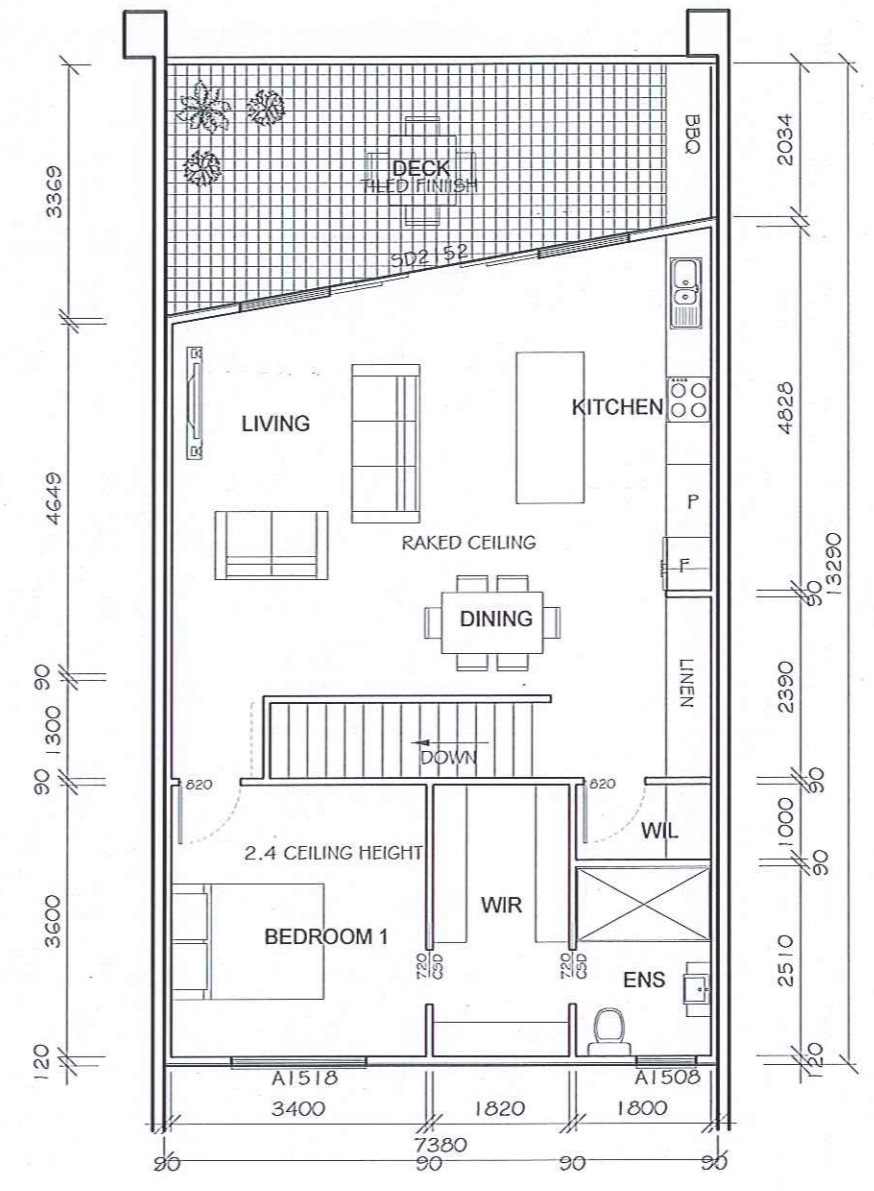 BBQ
2034
3369
DECK
TILED FINIISH
SD2152
LIVING
KITCHEN
4828
4649
P
RAKED CEILING
F
13290
90
DINING
LINEN
2390
90
1300
DOWN
90
820
820
90
WIL
1000
2.4 CEILING HEIGHT
90
WIR
3600
BEDROOM 1
720
CSD
720
CSD
ENS
2510
120
A1518
A1508
120
3400
1820
1800
7380
90
90
90
90